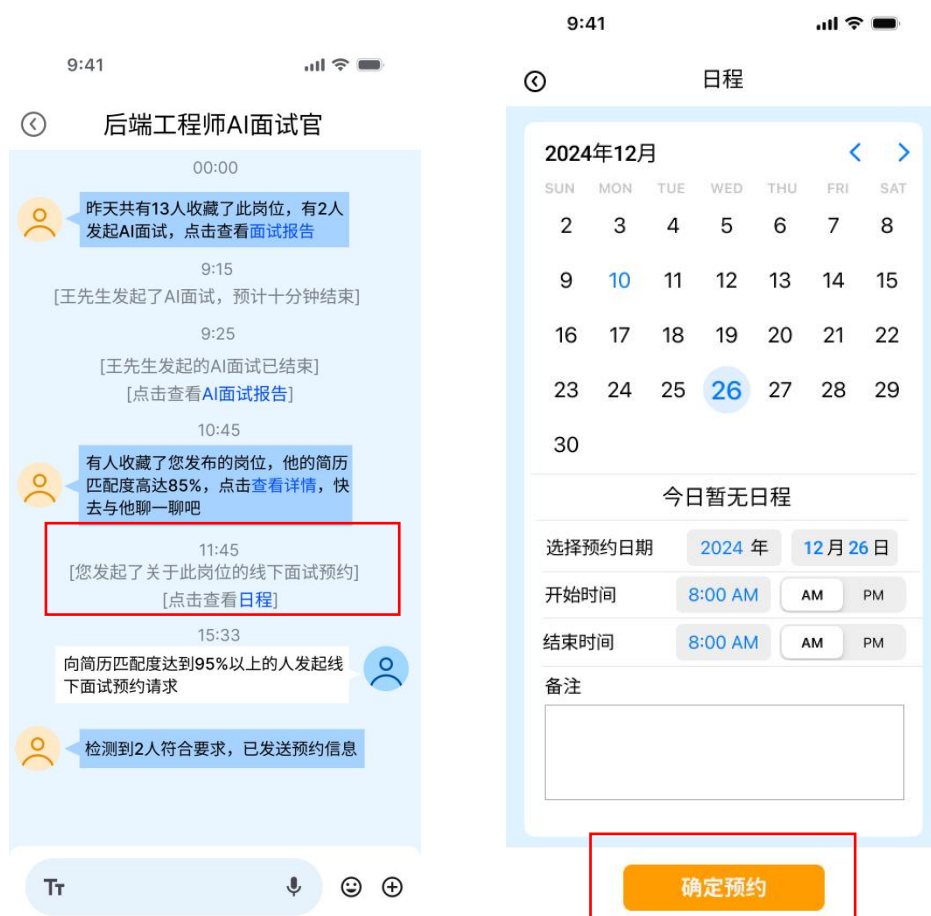 9:41
后端工程师AI面试官
00:00
昨天共有13人收藏了此岗位，有2人
发起AI面试，点击查看面试报告
9:15
[王先生发起了AI面试，预计十分钟结束]
9:25
[王先生发起的AI面试已结束]
[点击查看AI面试报告]
10:45
有人收藏了您发布的岗位，他的简历
匹配度高达85%，点击查看详情，快
去与他聊一聊吧
11:45
[您发起了关于此岗位的线下面试预约]
[点击查看日程]
15:33
向简历匹配度达到95%以上的人发起线
下面试预约请求
检测到2人符合要求，已发送预约信息
Tт
9:41
日程
2024年12月
SUN MON TUE WED THU FRI SAT
2 3 4 5 6 7 8
9 10 11 12 13 14 15
16 17 18 19 20 21 22
23 24 25 26 27 28 29
30
今日暂无日程
选择预约日期 2024 年 12月26日
开始时间 8:00 AM AM PM
结束时间 8:00 AM AM PM
备注
确定预约